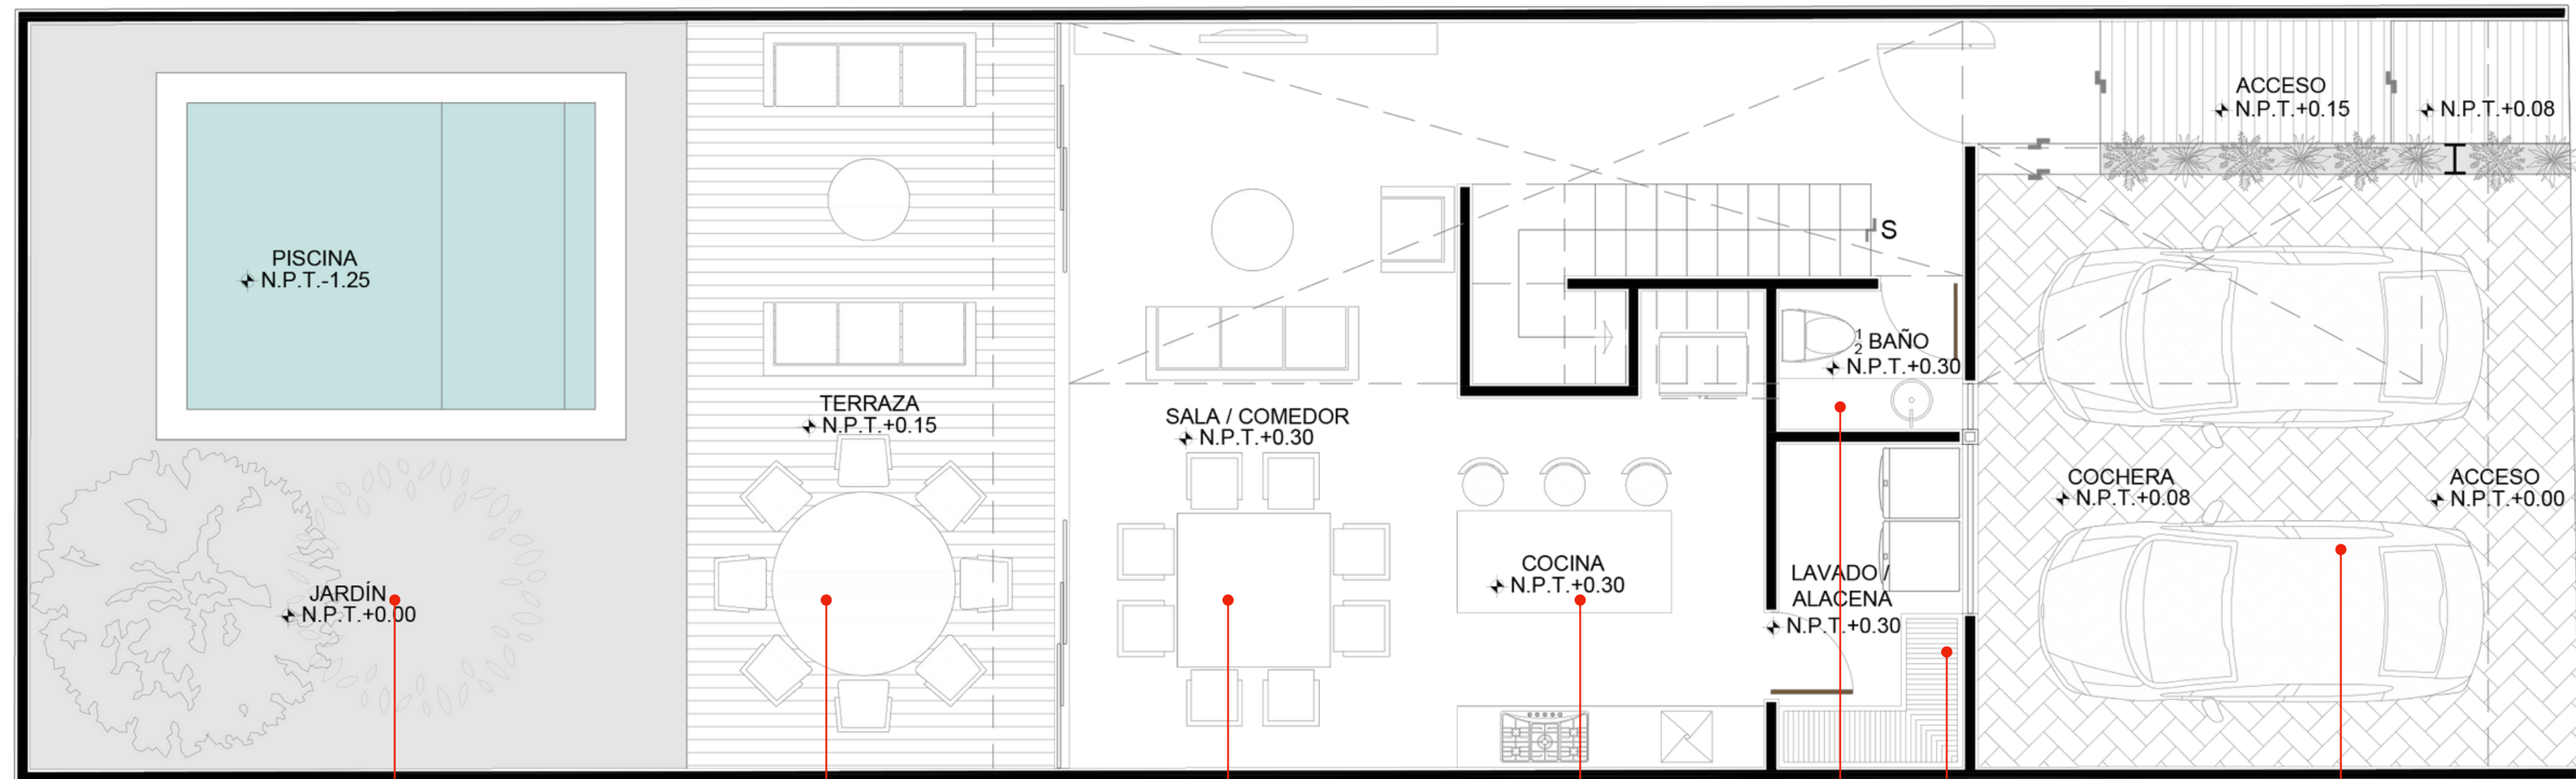 PISCINA
N.P.T.-1.25
JARDÍN
N.P.T.+0.00
TERRAZA
N.P.T.+0.15
SALA / COMEDOR
N.P.T.+0.30
COCINA
N.P.T.+0.30
S
1/2 BAÑO
N.P.T.+0.30
LAVADO /
ALACENA
N.P.T.+0.30
ACCESO
N.P.T.+0.15
N.P.T.+0.08
COCHERA
N.P.T.+0.08
ACCESO
N.P.T.+0.00